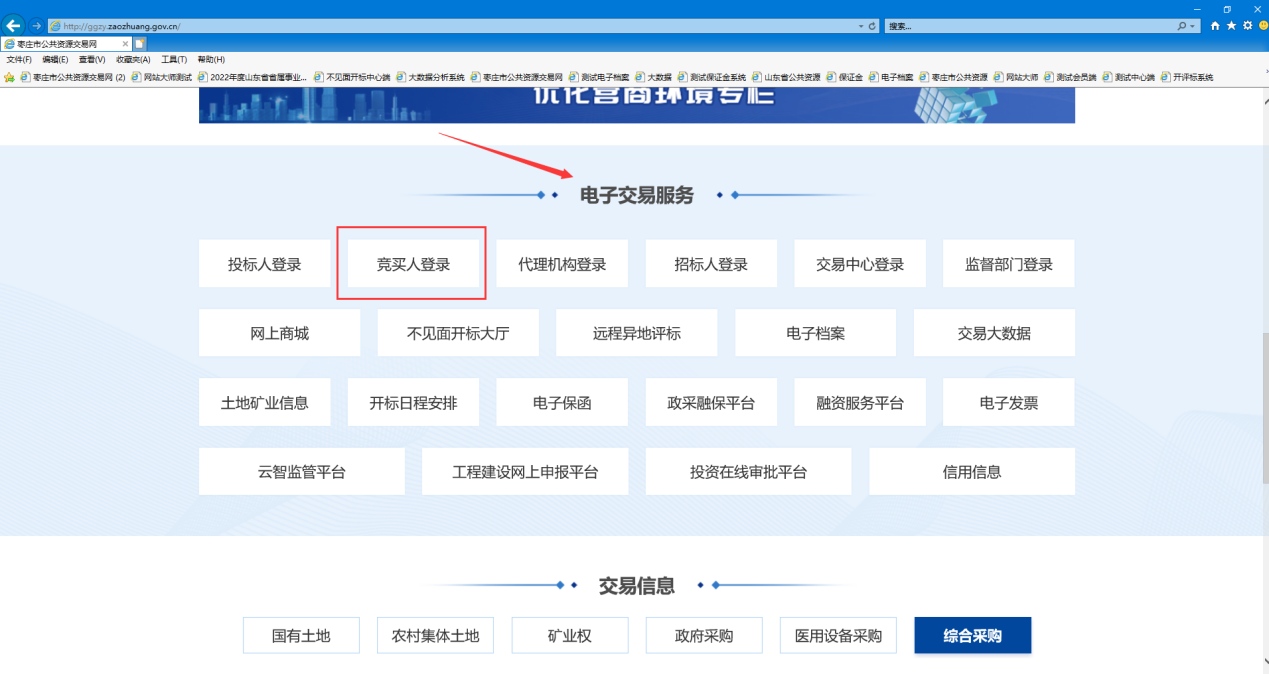 http://ggzy.zaozhuang.gov.cn/
搜索...
枣庄市公共资源交易网
文件(F) 编辑(E) 查看(V) 收藏夹(A) 工具(T) 帮助(H)
枣庄市公共资源交易网 (2) 网站大师测试 2022年度山东省省属事业... 不见面开标中心端 大数据分析系统 枣庄市公共资源交易网 测试电子档案 大数据 测试保证金系统 山东省公共资源 保证金 电子档案 枣庄市公共资源 网站大师 测试会员端 测试中心端 开评标系统
优化营商环境专栏
电子交易服务
投标人登录 竞买人登录 代理机构登录 招标人登录 交易中心登录 监督部门登录
网上商城 不见面开标大厅 远程异地评标 电子档案 交易大数据
土地矿业信息 开标日程安排 电子保函 政采融保平台 融资服务平台 电子发票
云智监管平台 工程建设网上申报平台 投资在线审批平台 信用信息
交易信息
国有土地 农村集体土地 矿业权 政府采购 医用设备采购 综合采购